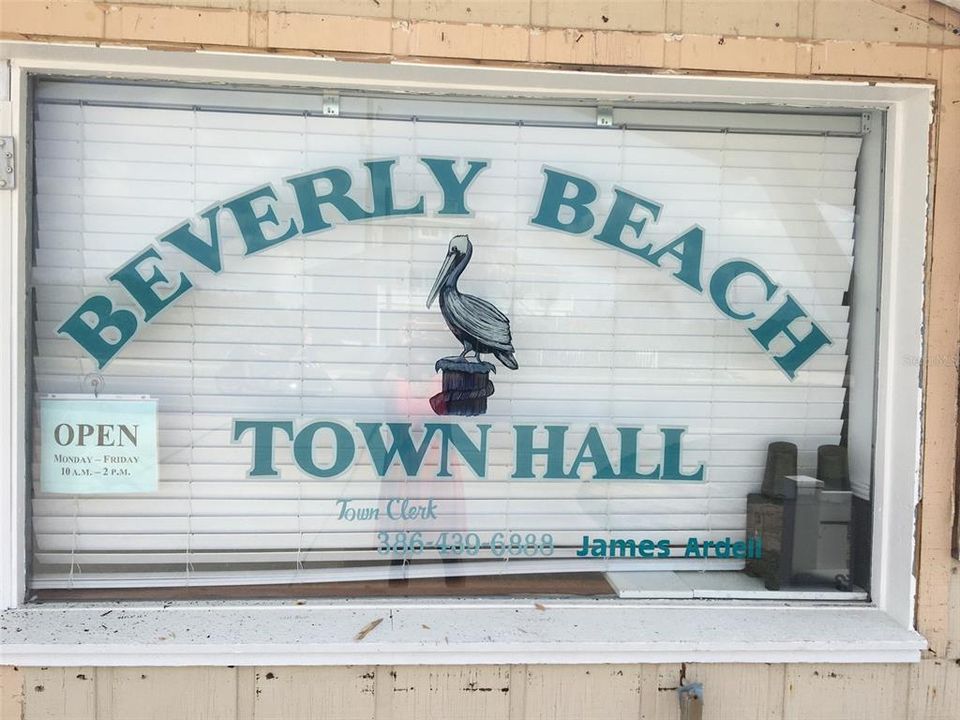 BEVERLY BEACH
OPEN
MONDAY – FRIDAY
10 A.M. – 2 P.M.
TOWN HALL
Town Clerk
386-439-6888 James Ardell